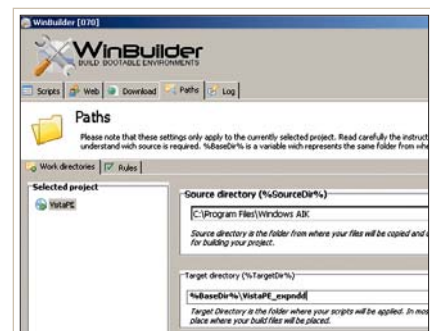 WinBuilder [070]
WinBuilder
BUILD BOOTABLE ENVIRONMENTS
Scripts Web Download Paths Log
Paths
Please note that these settings only apply to the currently selected project. Read carefully the instruct
understand wich source is required. %BaseDir% is a variable wich represents the same folder from whe
Work directories Rules
Selected project
VistaPE
Source directory (%SourceDir%)
C:\Program Files\Windows AIK
Source directory is the folder from where your files will be copied and
for building your project.
Target directory (%TargetDir%)
%BaseDir%\VistaPE_expndd
Target Directory is the folder where your scripts will be applied. In mos
place where your build files will be placed.